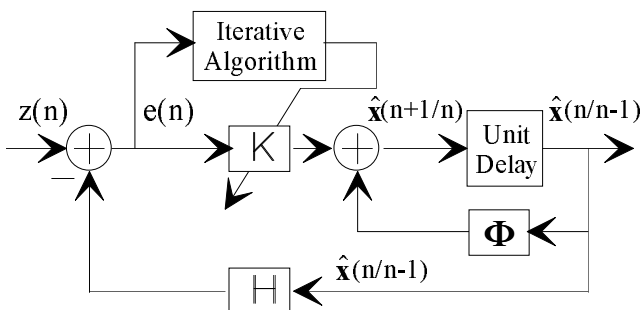 Iterative
Algorithm
z(n)
e(n)
K
x̂(n+1/n)
Unit
Delay
x̂(n/n-1)
+
+
−
Φ
x̂(n/n-1)
H